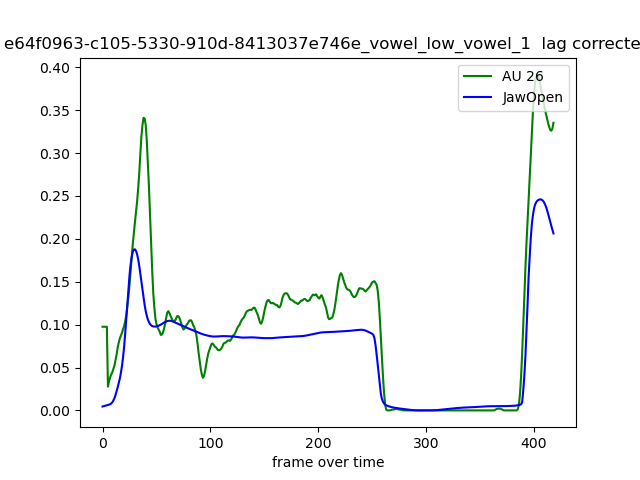 e64f0963-c105-5330-910d-8413037e746e_vowel_low_vowel_1 lag correcte
AU 26
JawOpen
0.40
0.35
0.30
0.25
0.20
0.15
0.10
0.05
0.00
0 100 200 300 400
frame over time